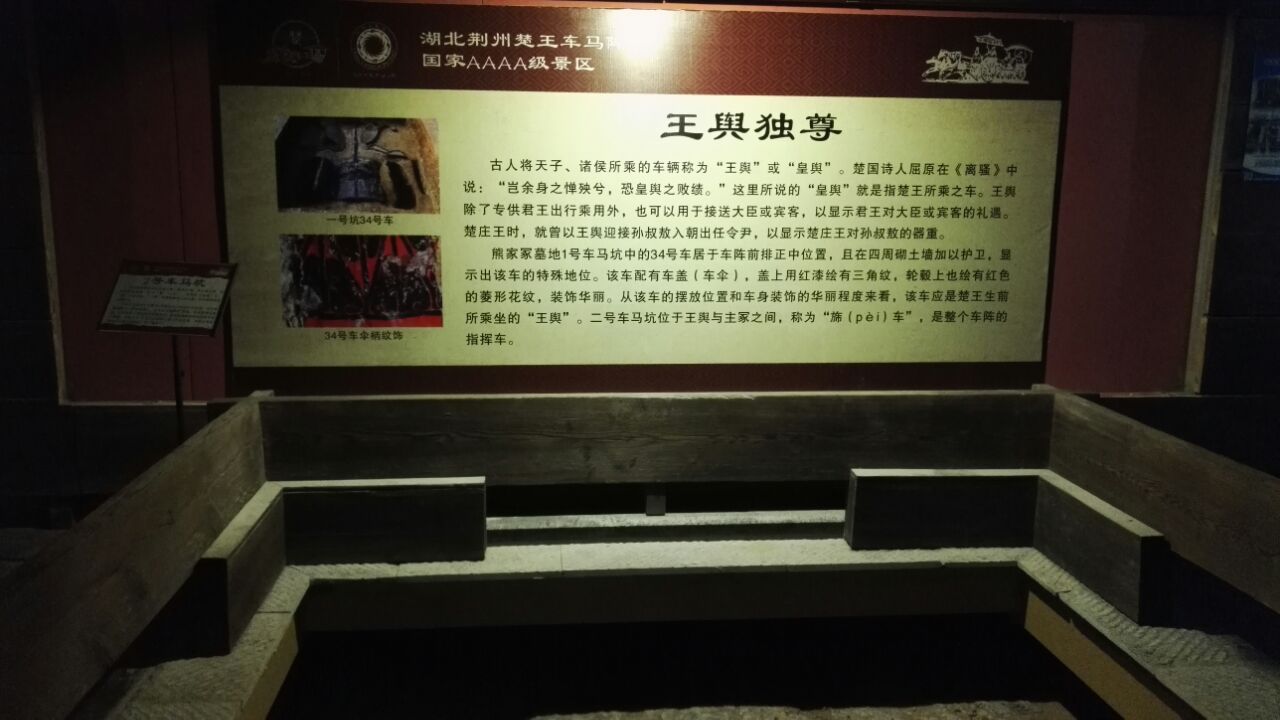 湖北荆州楚王车马阵
国家AAAA级景区
王舆独尊
古人将天子、诸侯所乘的车辆称为“王舆”或“皇舆”。楚国诗人屈原在《离骚》中
说：“岂余身之惮殃兮，恐皇舆之败绩。”这里所说的“皇舆”就是指楚王所乘之车。王舆
除了专供君王出行乘用外，也可以用于接送大臣或宾客，以显示君王对大臣或宾客的礼遇。
楚庄王时，就曾以王舆迎接孙叔敖入朝出任令尹，以显示楚庄王对孙叔敖的器重。
熊家冢墓地1号车马坑中的34号车居于车阵前排正中位置，且在四周砌土墙加以护卫，显
示出该车的特殊地位。该车配有车盖（车伞），盖上用红漆绘有三角纹，轮毂上也绘有红色
的菱形花纹，装饰华丽。从该车的摆放位置和车身装饰的华丽程度来看，该车应是楚王生前
所乘坐的“王舆”。二号车马坑位于王舆与主冢之间，称为“旆(pèi)车”，是整个车阵的
指挥车。
一号坑34号车
34号车伞柄纹饰
号车马坑